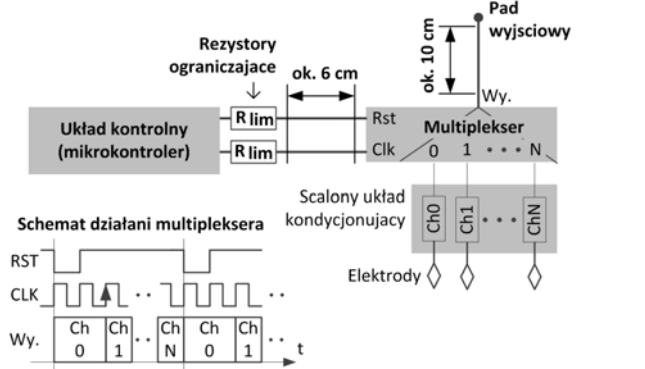 Pad
wyjsciowy
ok. 10 cm
Wy.
Rezystory
ograniczajace
ok. 6 cm
Układ kontrolny
(mikrokontroler)
R lim
R lim
Rst
Clk
Multiplekser
0 1 • • • N
Scalony układ
kondycjonujacy
Ch0 Ch1 • • • ChN
Elektrody
Schemat działani multipleksera
RST
CLK
Wy.
Ch Ch Ch Ch Ch
0 1 N 0 1
t